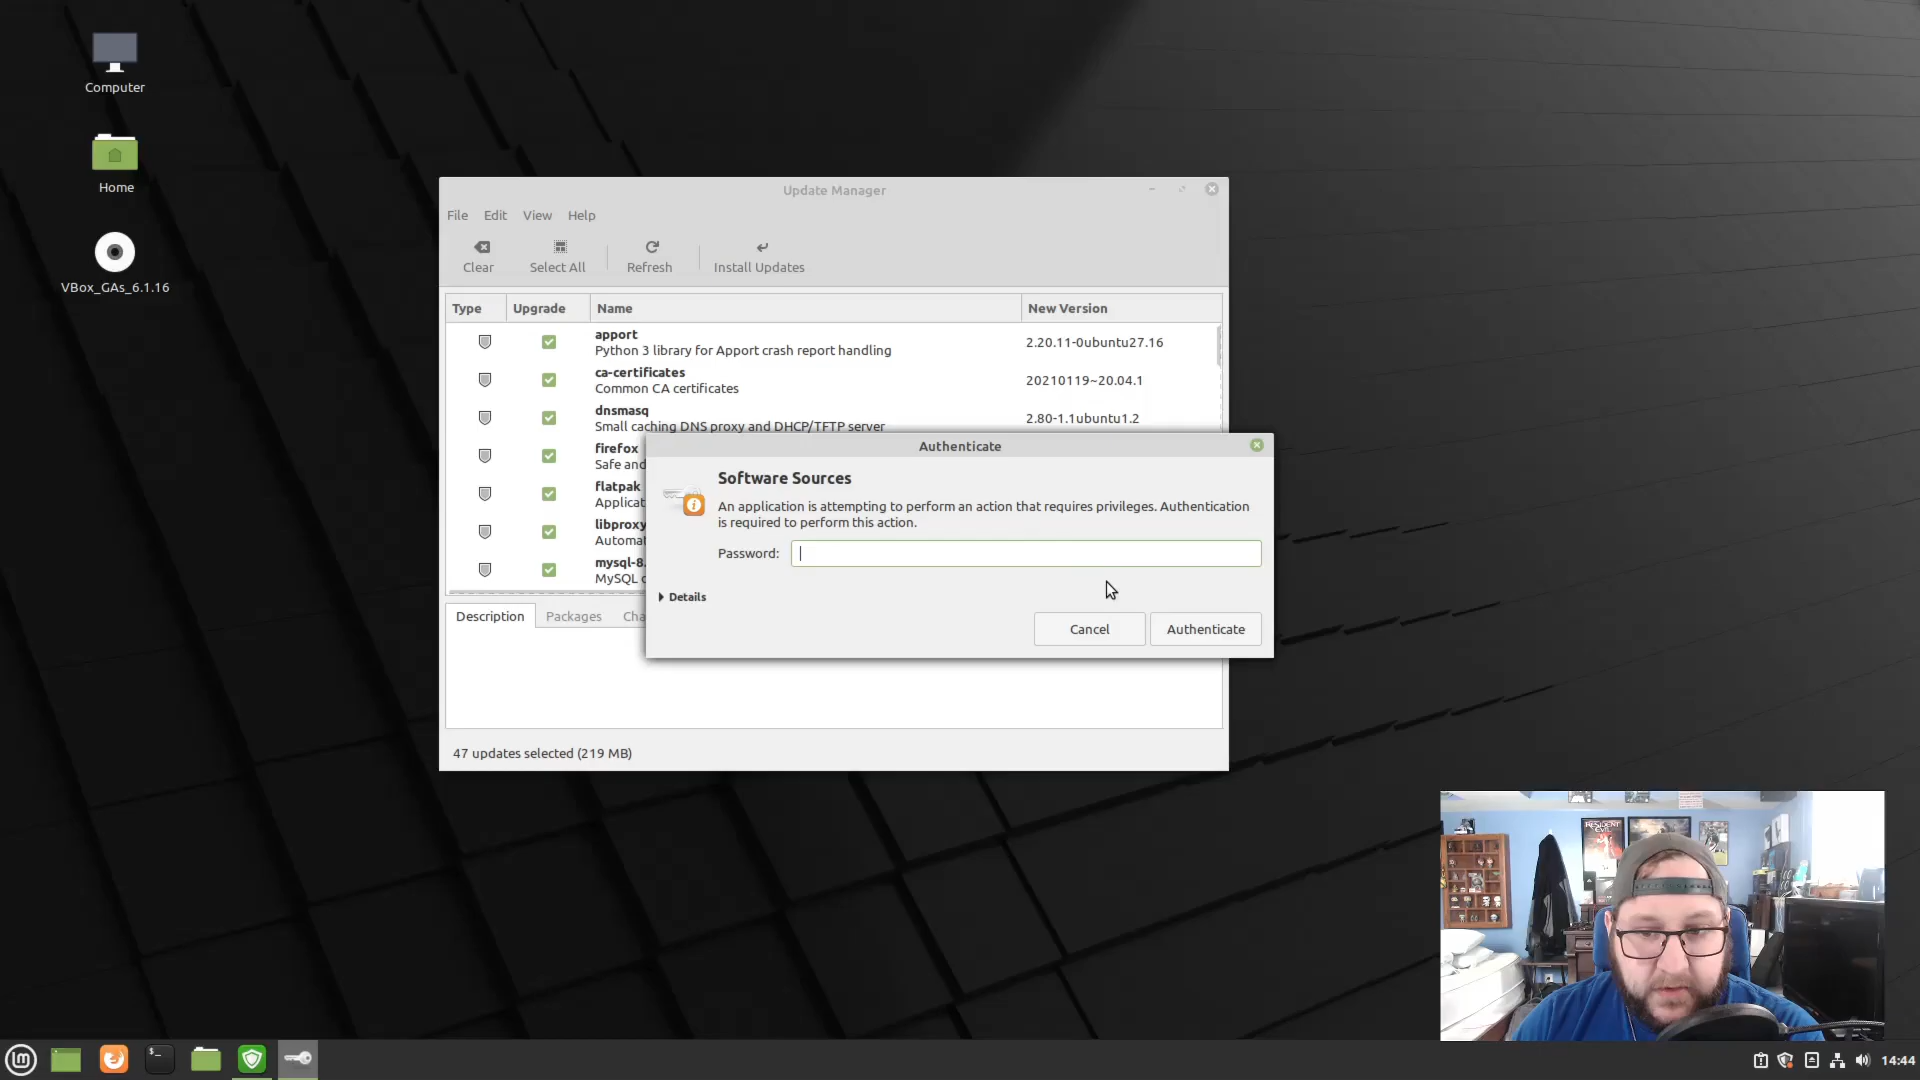 Computer
Home
VBox_GAs_6.1.16
Update Manager
File Edit View Help
Clear Select All Refresh Install Updates
Type Upgrade Name New Version
apport
Python 3 library for Apport crash report handling
2.20.11-0ubuntu27.16
ca-certificates
Common CA certificates
20210119~20.04.1
dnsmasq
Small caching DNS proxy and DHCP/TFTP server
2.80-1.1ubuntu1.2
firefox
Safe and
flatpak
Applicat
libproxy
Automat
mysql-8.
MySQL c
Authenticate
Software Sources
An application is attempting to perform an action that requires privileges. Authentication
is required to perform this action.
Password:
Details
Cancel Authenticate
Description Packages Cha
47 updates selected (219 MB)
RESIDENT EVIL
lm
$_
14:44